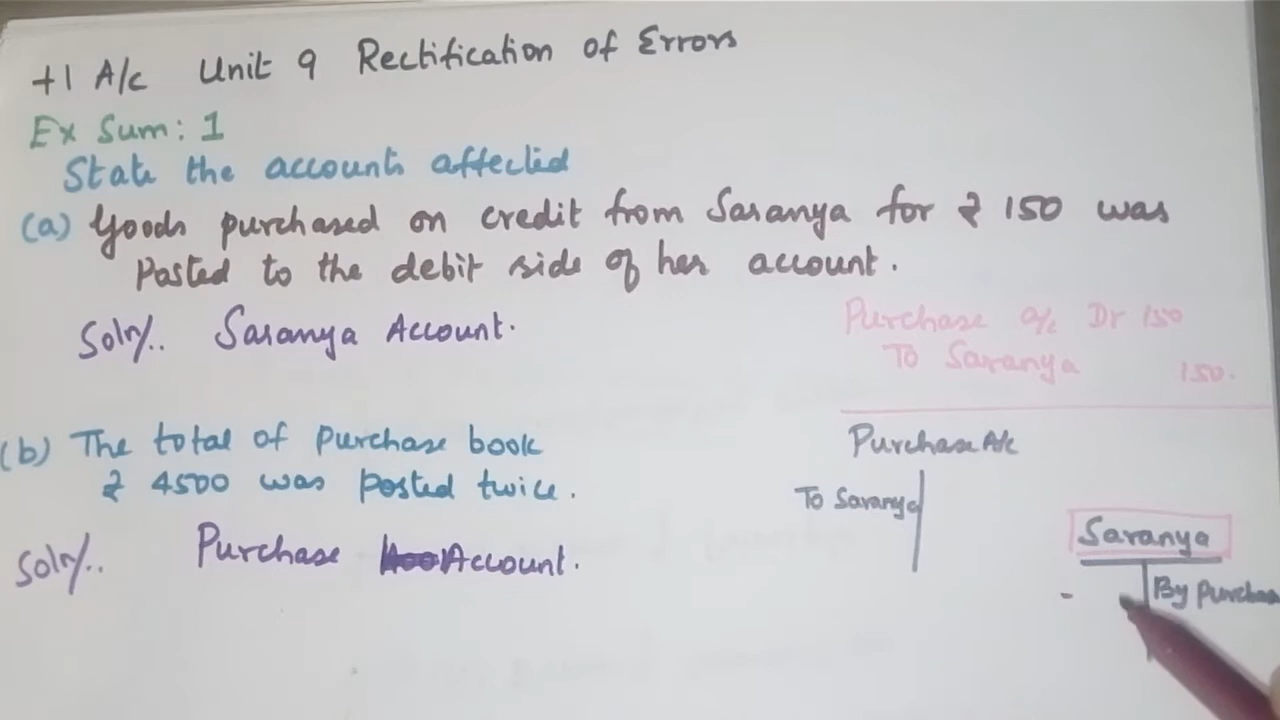 +1 A/c Unit 9 Rectification of Errors
Ex Sum: 1
State the accounts affected
(a) Goods purchased on credit from Saranya for ₹ 150 was
Posted to the debit side of her account.
Soln/.. Saranya Account.
Purchase a/c Dr 150
To Saranya 150.
(b) The total of purchase book
₹ 4500 was posted twice.
Soln/.. Purchase Account.
Purchase A/c
To Saranya
Saranya
- By Purchas